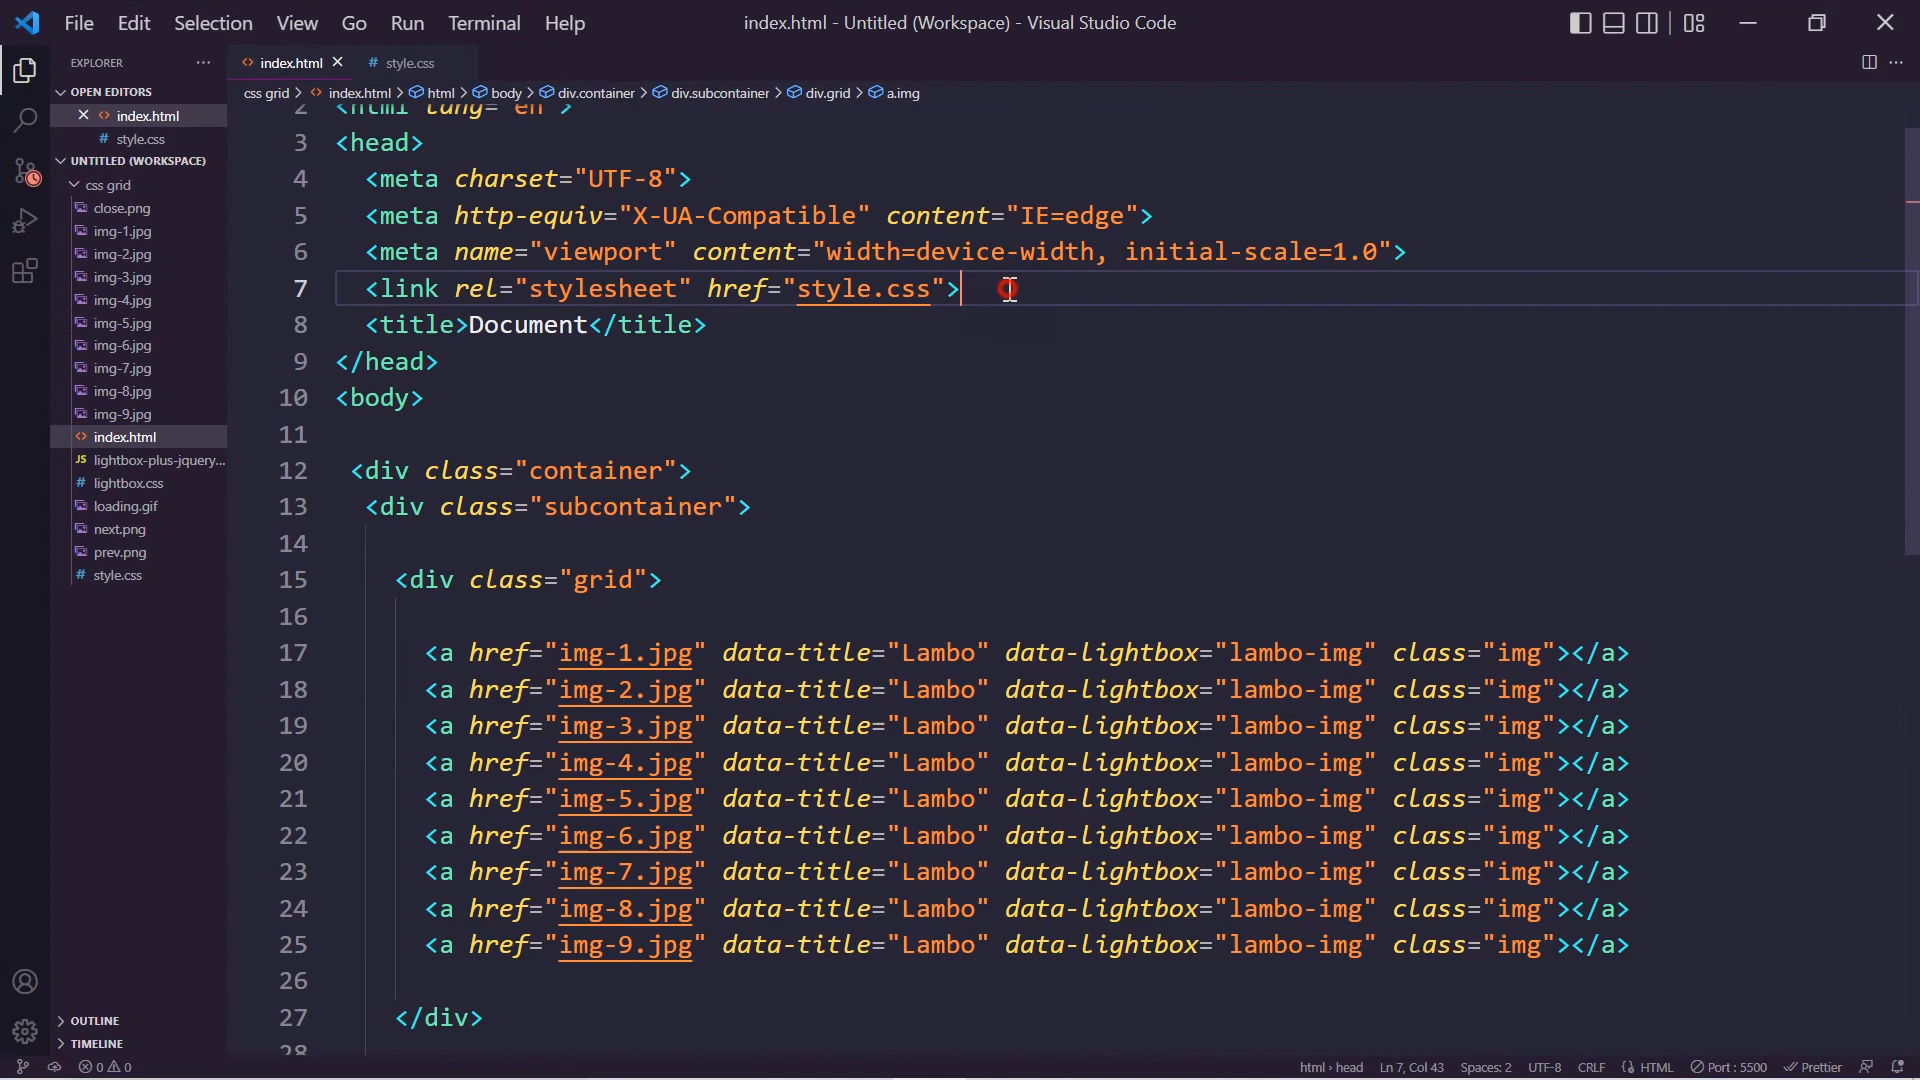 File Edit Selection View Go Run Terminal Help
index.html - Untitled (Workspace) - Visual Studio Code
EXPLORER
OPEN EDITORS
index.html
style.css
UNTITLED (WORKSPACE)
css grid
close.png
img-1.jpg
img-2.jpg
img-3.jpg
img-4.jpg
img-5.jpg
img-6.jpg
img-7.jpg
img-8.jpg
img-9.jpg
index.html
JS lightbox-plus-jquery...
# lightbox.css
loading.gif
next.png
prev.png
# style.css
OUTLINE
TIMELINE
index.html # style.css
css grid > index.html > html > body > div.container > div.subcontainer > div.grid > a.img
2 <html lang="en">
3 <head>
4 <meta charset="UTF-8">
5 <meta http-equiv="X-UA-Compatible" content="IE=edge">
6 <meta name="viewport" content="width=device-width, initial-scale=1.0">
7 <link rel="stylesheet" href="style.css">
8 <title>Document</title>
9 </head>
10 <body>
11
12 <div class="container">
13 <div class="subcontainer">
14
15 <div class="grid">
16
17 <a href="img-1.jpg" data-title="Lambo" data-lightbox="lambo-img" class="img"></a>
18 <a href="img-2.jpg" data-title="Lambo" data-lightbox="lambo-img" class="img"></a>
19 <a href="img-3.jpg" data-title="Lambo" data-lightbox="lambo-img" class="img"></a>
20 <a href="img-4.jpg" data-title="Lambo" data-lightbox="lambo-img" class="img"></a>
21 <a href="img-5.jpg" data-title="Lambo" data-lightbox="lambo-img" class="img"></a>
22 <a href="img-6.jpg" data-title="Lambo" data-lightbox="lambo-img" class="img"></a>
23 <a href="img-7.jpg" data-title="Lambo" data-lightbox="lambo-img" class="img"></a>
24 <a href="img-8.jpg" data-title="Lambo" data-lightbox="lambo-img" class="img"></a>
25 <a href="img-9.jpg" data-title="Lambo" data-lightbox="lambo-img" class="img"></a>
26
27 </div>
28
0 0 html > head Ln 7, Col 43 Spaces: 2 UTF-8 CRLF HTML Port : 5500 Prettier